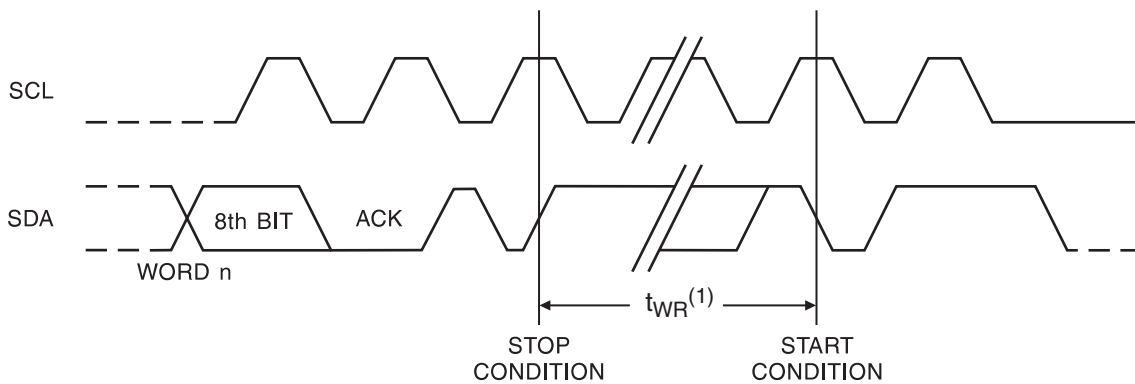 SCL
SDA
8th BIT
ACK
WORD n
tWR(1)
STOP
CONDITION
START
CONDITION